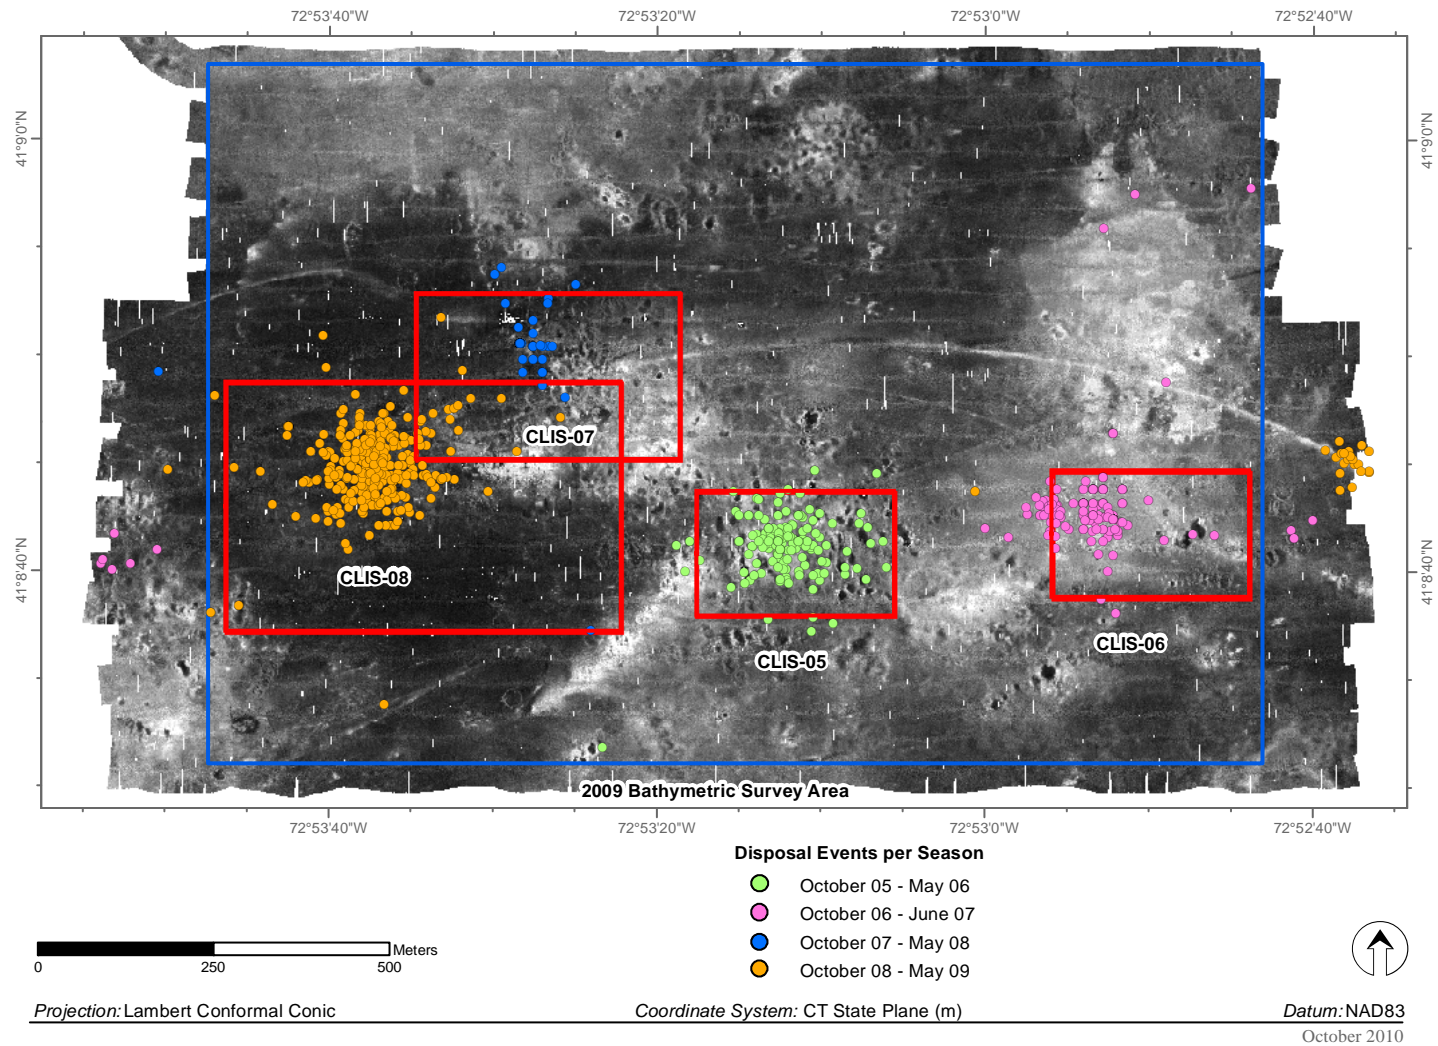 72°53'40"W 72°53'20"W 72°53'0"W 72°52'40"W
41°9'0"N 41°9'0"N
CLIS-07
CLIS-08
41°8'40"N 41°8'40"N
CLIS-06
CLIS-05
2009 Bathymetric Survey Area
72°53'40"W 72°53'20"W 72°53'0"W 72°52'40"W
Disposal Events per Season
October 05 - May 06
October 06 - June 07
October 07 - May 08
October 08 - May 09
Meters
0 250 500
Projection: Lambert Conformal Conic Coordinate System: CT State Plane (m) Datum: NAD83
October 2010